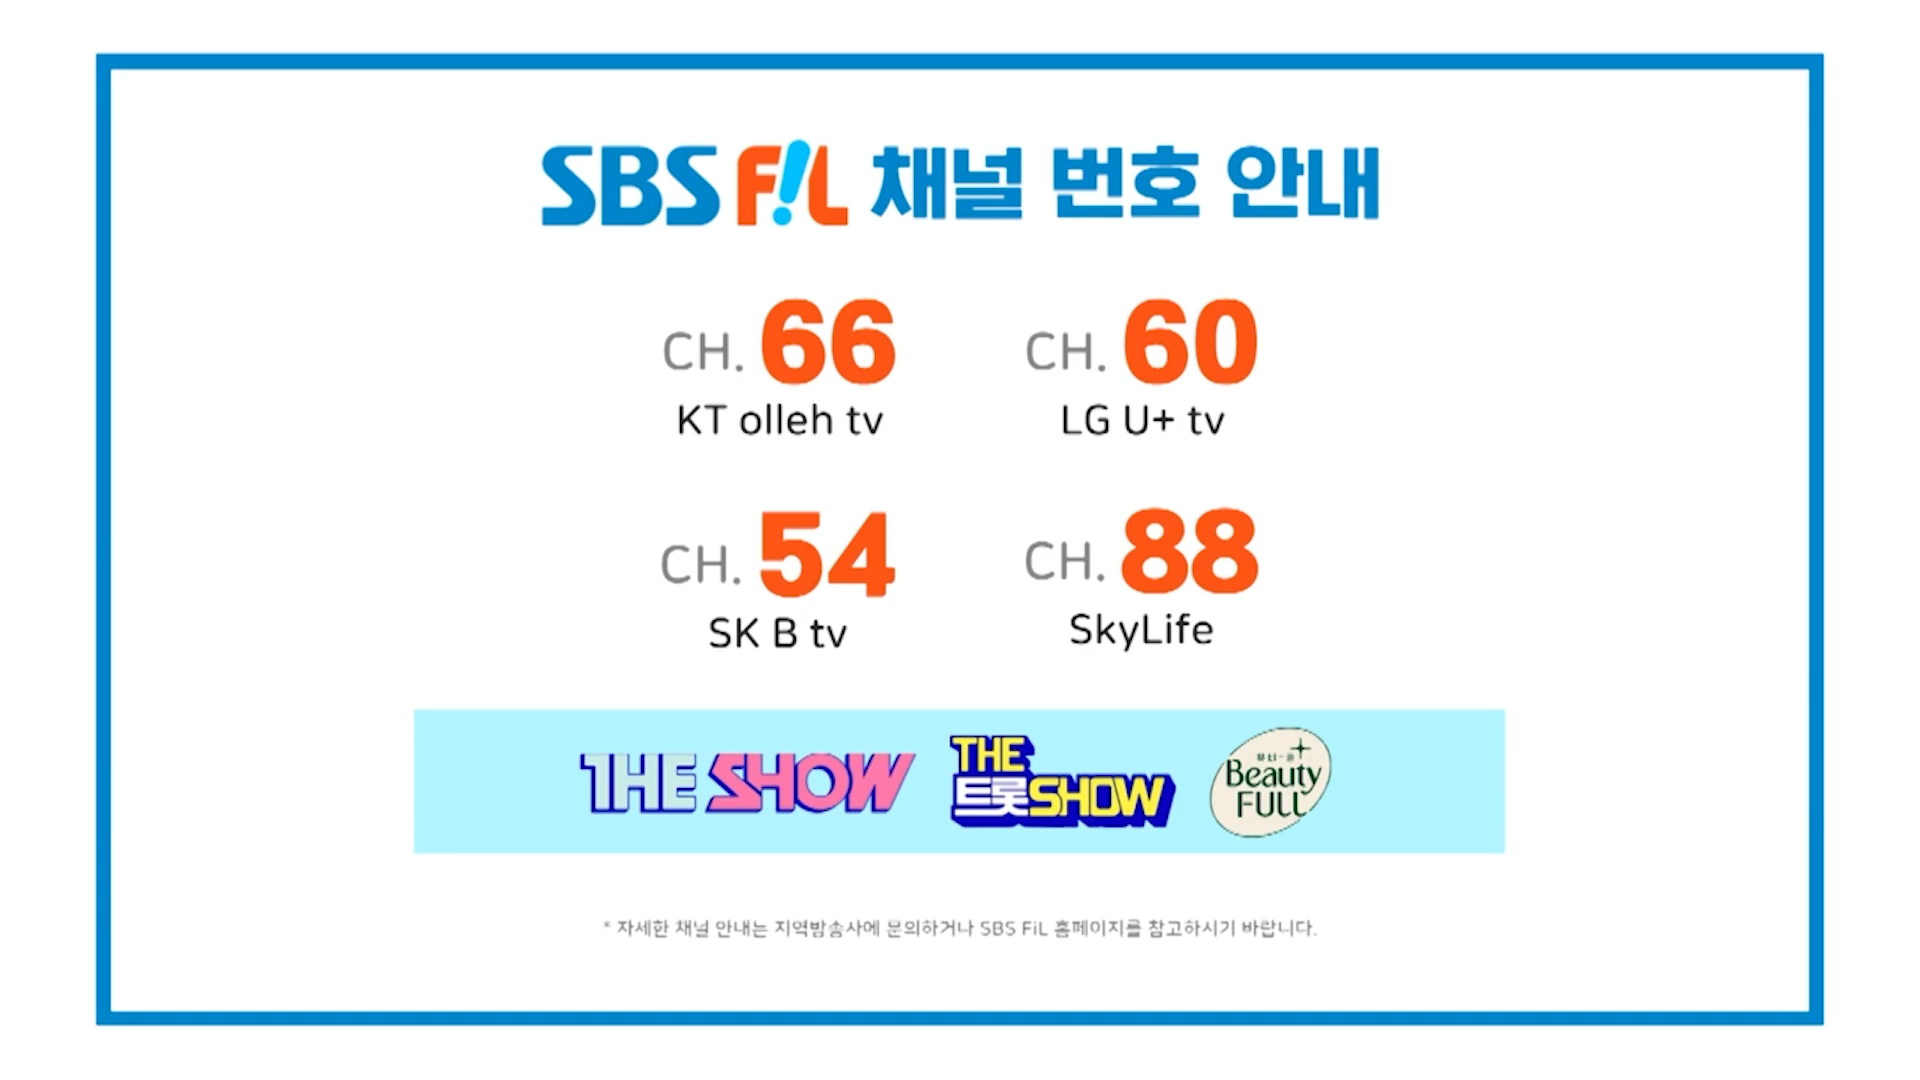 SBS F!L 채널 번호 안내
CH. 66
KT olleh tv
CH. 60
LG U+ tv
CH. 54
SK B tv
CH. 88
SkyLife
THE SHOW
THE
트롯SHOW
뷰티-풀
Beauty
FULL
* 자세한 채널 안내는 지역방송사에 문의하거나 SBS FiL 홈페이지를 참고하시기 바랍니다.